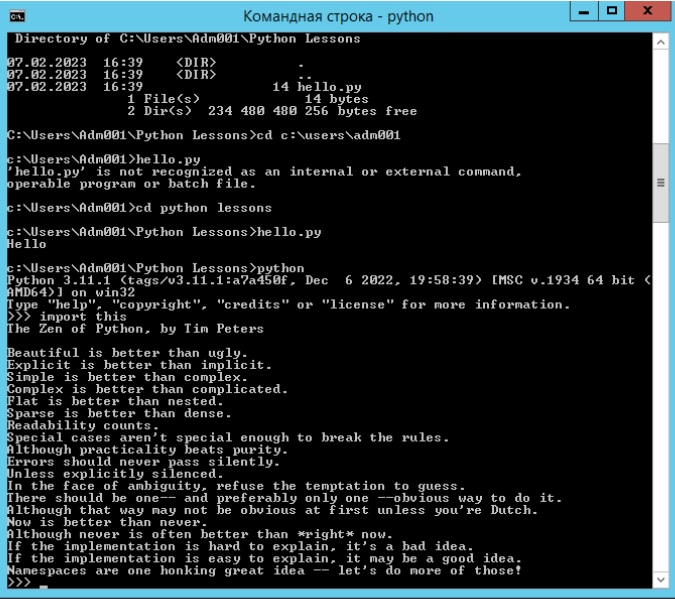 Командная строка - python
Directory of C:\Users\Adm001\Python Lessons
07.02.2023  16:39    <DIR>          .
07.02.2023  16:39    <DIR>          ..
07.02.2023  16:39                14 hello.py
1 File(s)             14 bytes
2 Dir(s)  234 480 480 256 bytes free
C:\Users\Adm001\Python Lessons>cd c:\users\adm001
c:\Users\Adm001>hello.py
'hello.py' is not recognized as an internal or external command,
operable program or batch file.
c:\Users\Adm001>cd python lessons
c:\Users\Adm001\Python Lessons>hello.py
Hello
c:\Users\Adm001\Python Lessons>python
Python 3.11.1 (tags/v3.11.1:a7a450f, Dec  6 2022, 19:58:39) [MSC v.1934 64 bit (
AMD64)] on win32
Type "help", "copyright", "credits" or "license" for more information.
>>> import this
The Zen of Python, by Tim Peters
Beautiful is better than ugly.
Explicit is better than implicit.
Simple is better than complex.
Complex is better than complicated.
Flat is better than nested.
Sparse is better than dense.
Readability counts.
Special cases aren't special enough to break the rules.
Although practicality beats purity.
Errors should never pass silently.
Unless explicitly silenced.
In the face of ambiguity, refuse the temptation to guess.
There should be one-- and preferably only one --obvious way to do it.
Although that way may not be obvious at first unless you're Dutch.
Now is better than never.
Although never is often better than *right* now.
If the implementation is hard to explain, it's a bad idea.
If the implementation is easy to explain, it may be a good idea.
Namespaces are one honking great idea -- let's do more of those!
>>> _